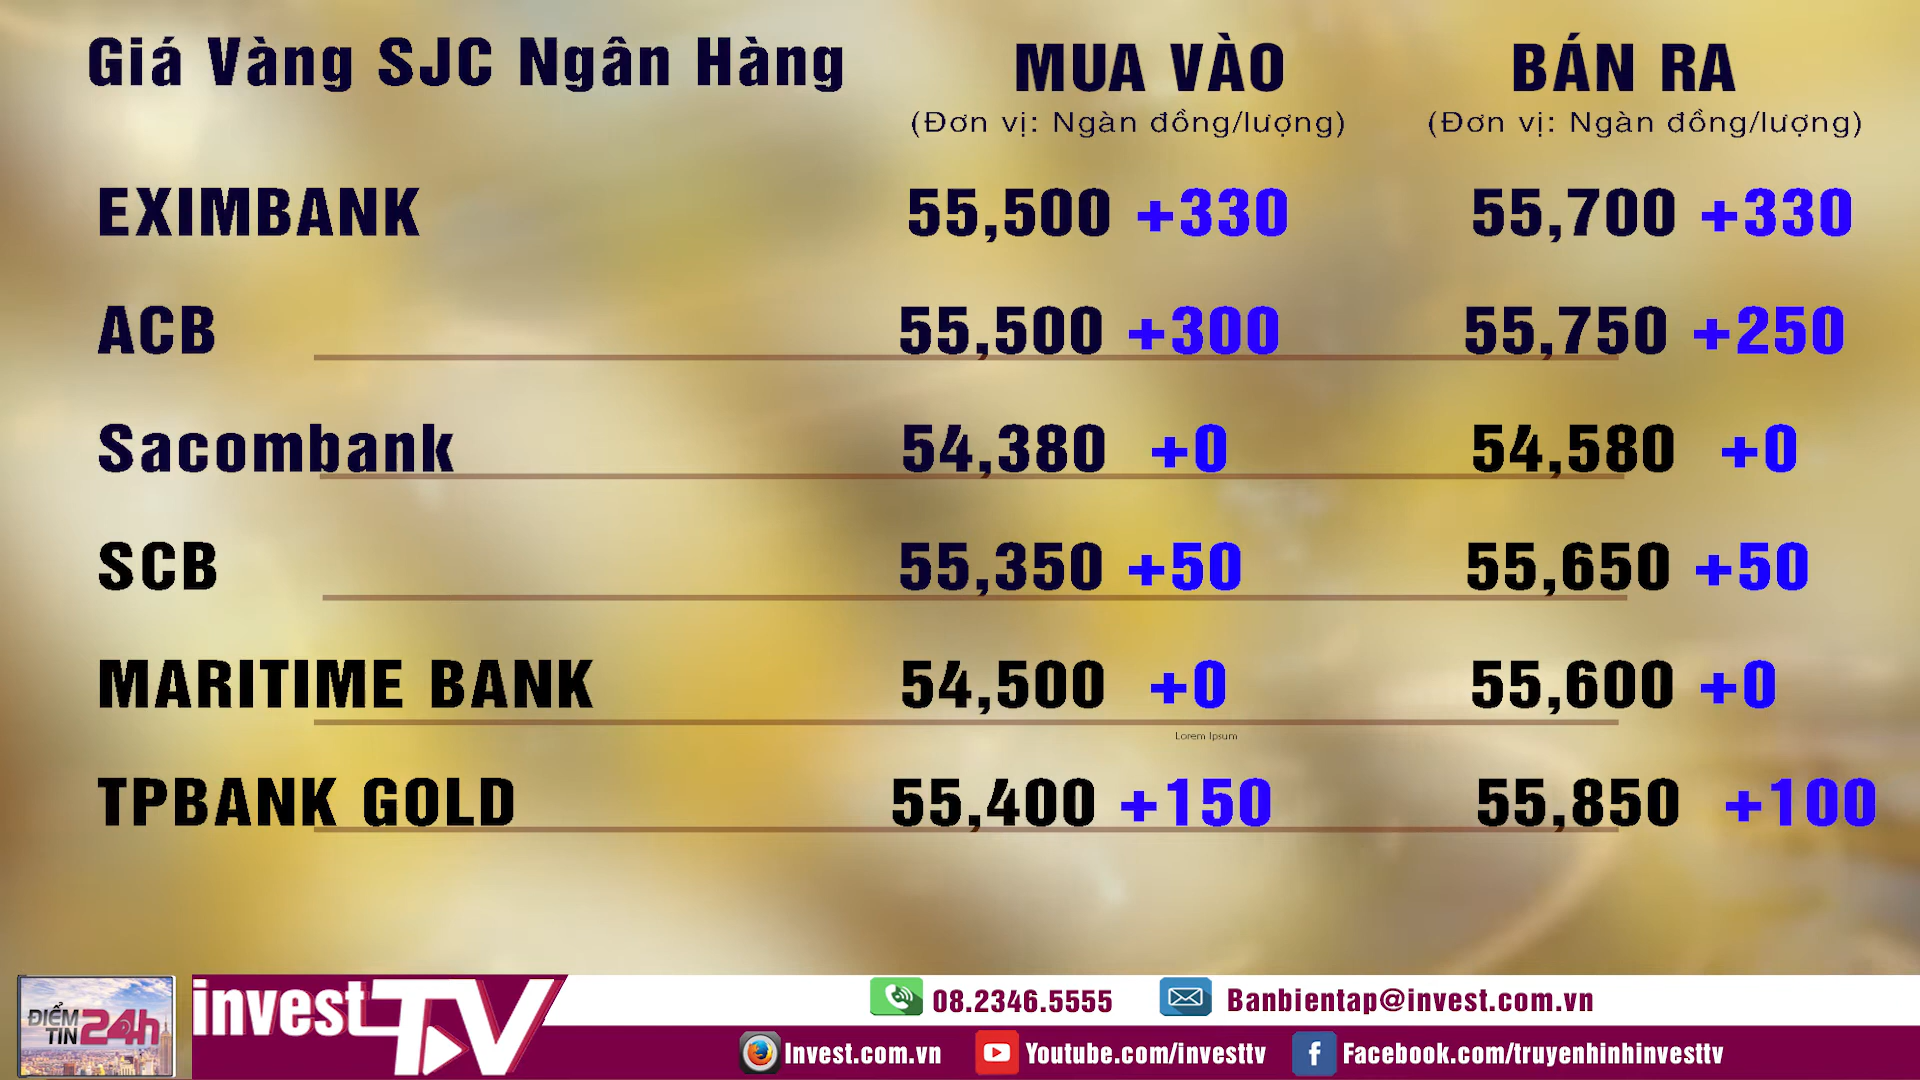 Giá Vàng SJC Ngân Hàng MUA VÀO BÁN RA
(Đơn vị: Ngàn đồng/lượng) (Đơn vị: Ngàn đồng/lượng)
EXIMBANK 55,500 +330 55,700 +330
ACB 55,500 +300 55,750 +250
Sacombank 54,380 +0 54,580 +0
SCB 55,350 +50 55,650 +50
MARITIME BANK 54,500 +0 55,600 +0
Lorem Ipsum
TPBANK GOLD 55,400 +150 55,850 +100
ĐIỂM TIN 24h
investTV
08.2346.5555 Banbientap@invest.com.vn
Invest.com.vn Youtube.com/investtv Facebook.com/truyenhinhinvesttv